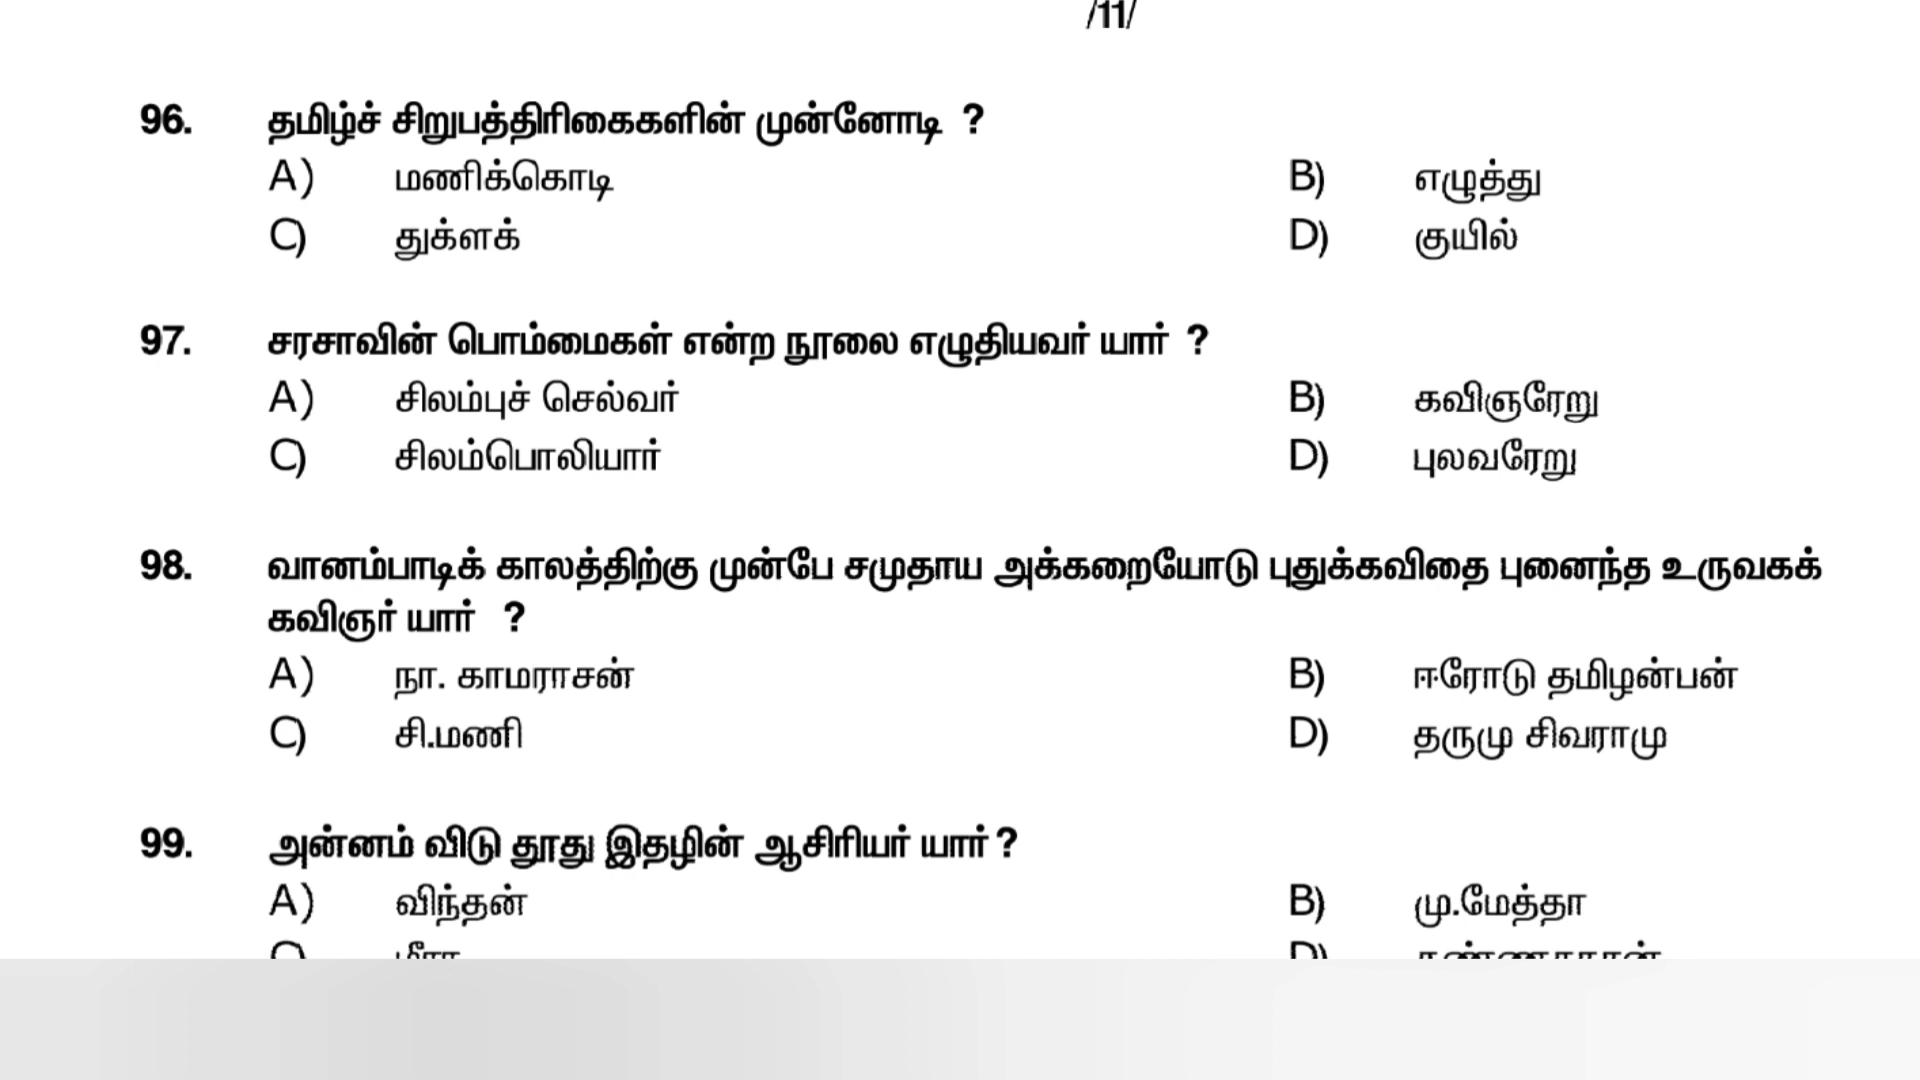 /11/
96. தமிழ்ச் சிறுபத்திரிகைகளின் முன்னோடி ?
A) மணிக்கொடி B) எழுத்து
C) துக்ளக் D) குயில்
97. சரசாவின் பொம்மைகள் என்ற நூலை எழுதியவர் யார் ?
A) சிலம்புச் செல்வர் B) கவிஞரேறு
C) சிலம்பொலியார் D) புலவரேறு
98. வானம்பாடிக் காலத்திற்கு முன்பே சமுதாய அக்கறையோடு புதுக்கவிதை புனைந்த உருவகக்
கவிஞர் யார் ?
A) நா. காமராசன் B) ஈரோடு தமிழன்பன்
C) சி.மணி D) தருமு சிவராமு
99. அன்னம் விடு தூது இதழின் ஆசிரியர் யார் ?
A) விந்தன் B) மு.மேத்தா
C) மீரா D)